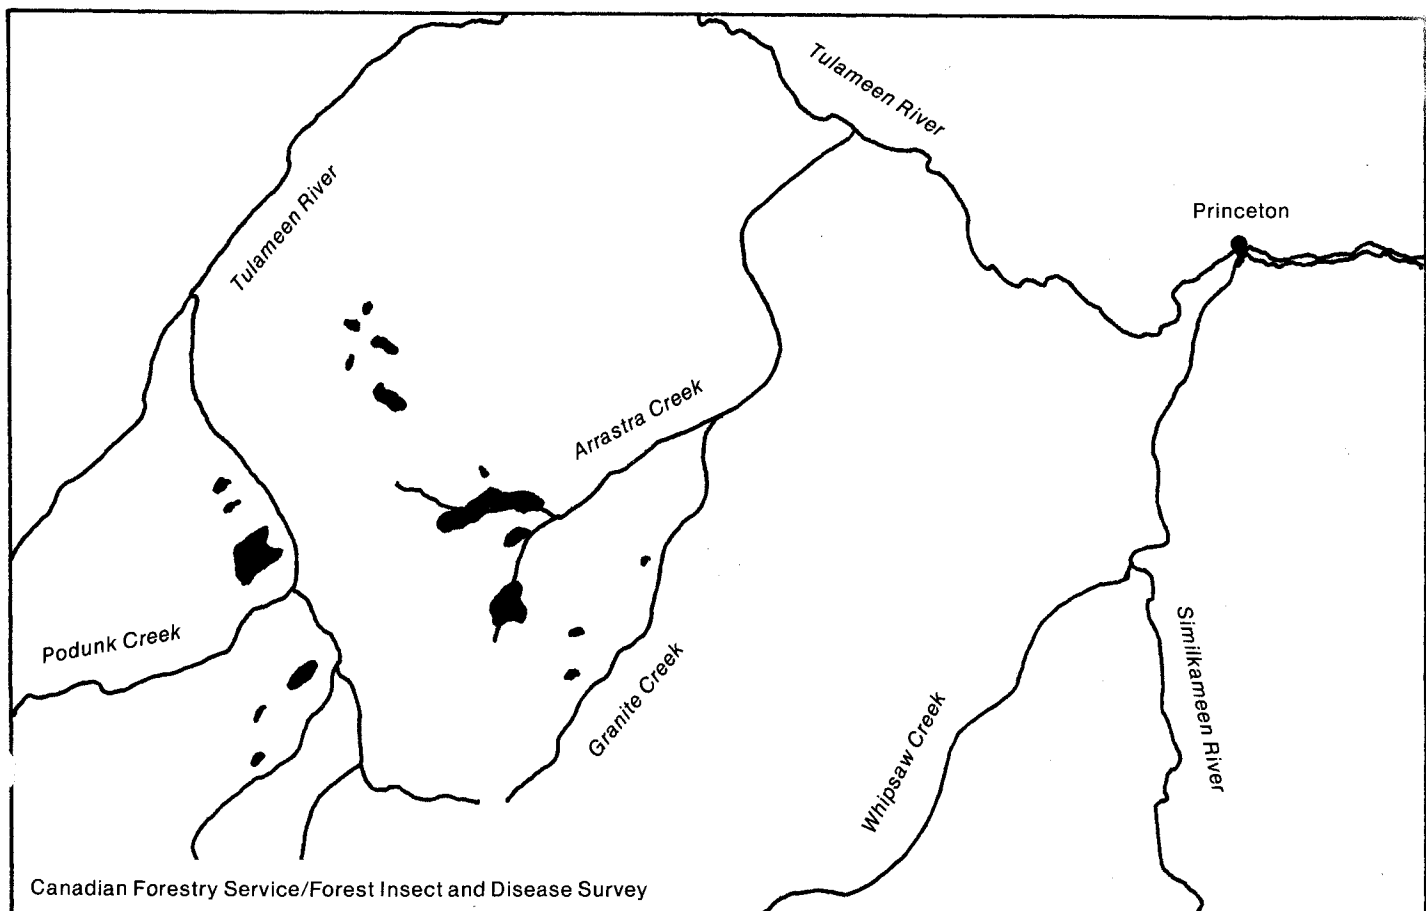 Tulameen River
Tulameen River
Princeton
Arrastra Creek
Podunk Creek
Granite Creek
Similkameen River
Whipsaw Creek
Canadian Forestry Service/Forest Insect and Disease Survey